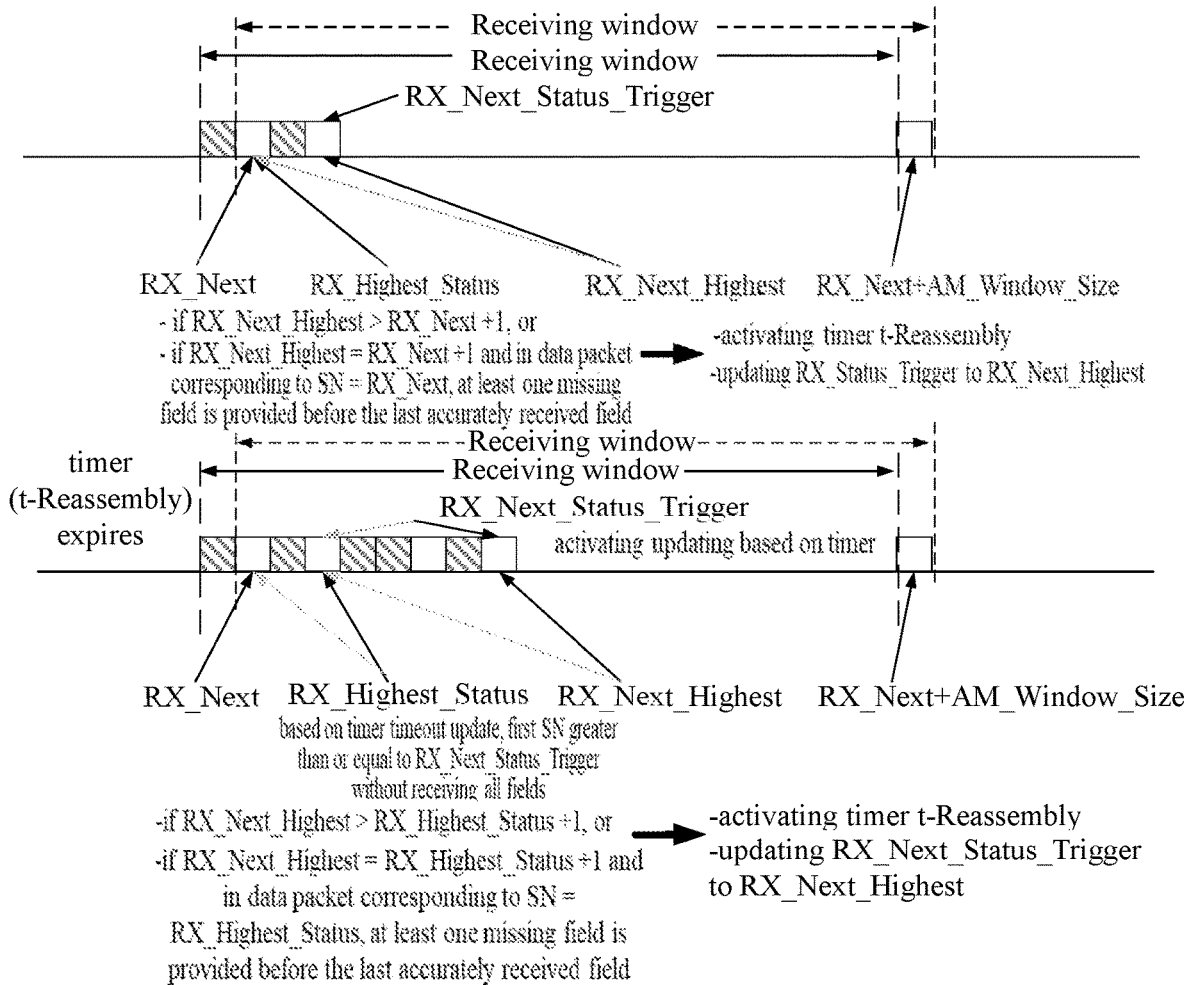 Receiving window
Receiving window
RX_Next_Status_Trigger
RX_Next
RX_Highest_Status
RX_Next_Highest
RX_Next+AM_Window_Size
- if RX_Next_Highest > RX_Next +1, or
- if RX_Next_Highest = RX_Next +1 and in data packet
corresponding to SN = RX_Next, at least one missing
field is provided before the last accurately received field
-activating timer t-Reassembly
-updating RX_Status_Trigger to RX_Next_Highest
Receiving window
Receiving window
timer
(t-Reassembly)
expires
RX_Next_Status_Trigger
activating updating based on timer
RX_Next
RX_Highest_Status
RX_Next_Highest
RX_Next+AM_Window_Size
based on timer timeout update, first SN greater
than or equal to RX_Next_Status_Trigger
without receiving all fields
-if RX_Next_Highest > RX_Highest_Status +1, or
-if RX_Next_Highest = RX_Highest_Status +1 and
in data packet corresponding to SN =
RX_Highest_Status, at least one missing field is
provided before the last accurately received field
-activating timer t-Reassembly
-updating RX_Next_Status_Trigger
to RX_Next_Highest